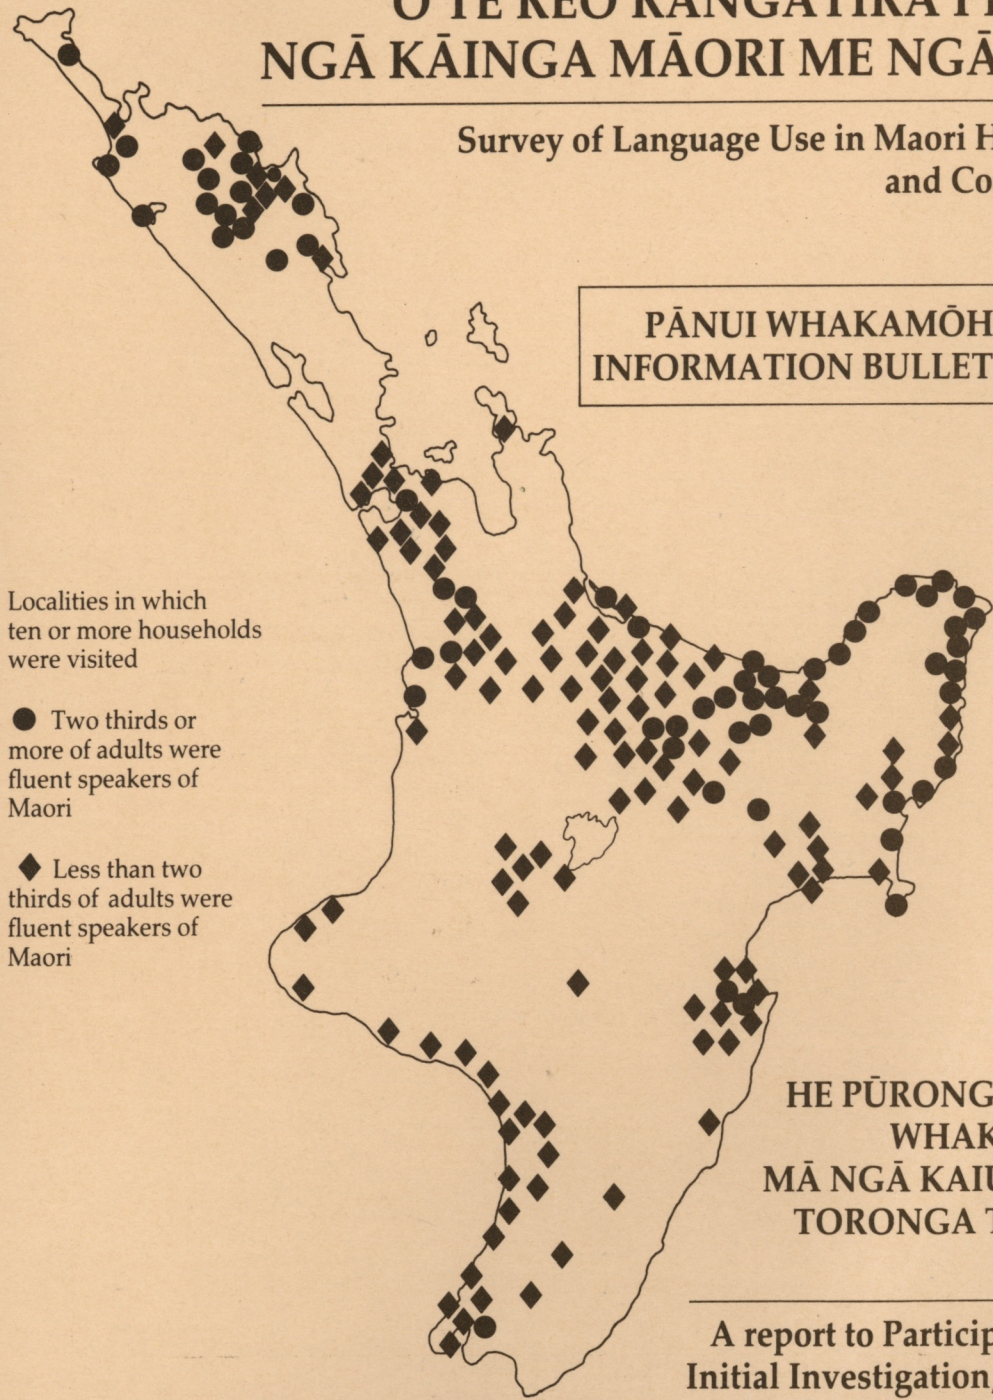 O TE REO RANGATIRA I
NGĀ KĀINGA MĀORI ME NGĀ
Survey of Language Use in Maori H
and Co
PĀNUI WHAKAMŌH
INFORMATION BULLET
Localities in which
ten or more households
were visited
Two thirds or
more of adults were
fluent speakers of
Maori
Less than two
thirds of adults were
fluent speakers of
Maori
HE PŪRONG
WHAK
MĀ NGĀ KAIU
TORONGA T
A report to Particip
Initial Investigation